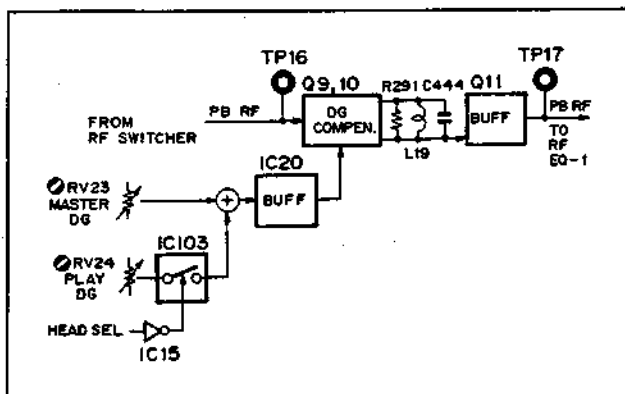 TP16
TP17
Q9, 10
R291 C444
Q11
PB RF
DG
COMPEN.
BUFF
PB RF
FROM
RF SWITCHER
L19
TO
RF
EQ-1
IC20
RV23
MASTER
DG
BUFF
IC103
RV24
PLAY
DG
HEAD SEL
IC15